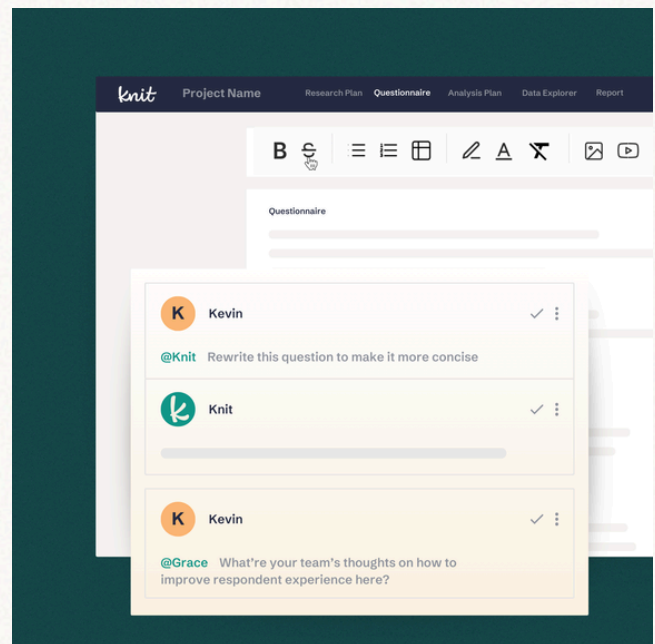 knit
Project Name
Research Plan
Questionnaire
Analysis Plan
Data Explorer
Report
B S A T
Questionnaire
K
Kevin
@Knit Rewrite this question to make it more concise
k
Knit
K
Kevin
@Grace What're your team's thoughts on how to
improve respondent experience here?